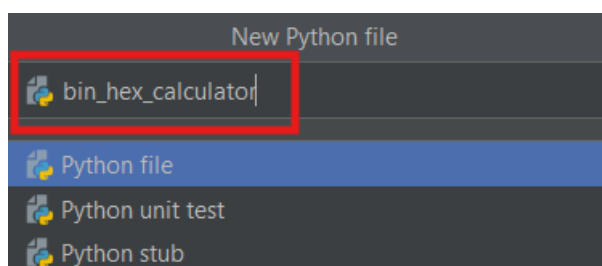 New Python file
bin_hex_calculator
Python file
Python unit test
Python stub